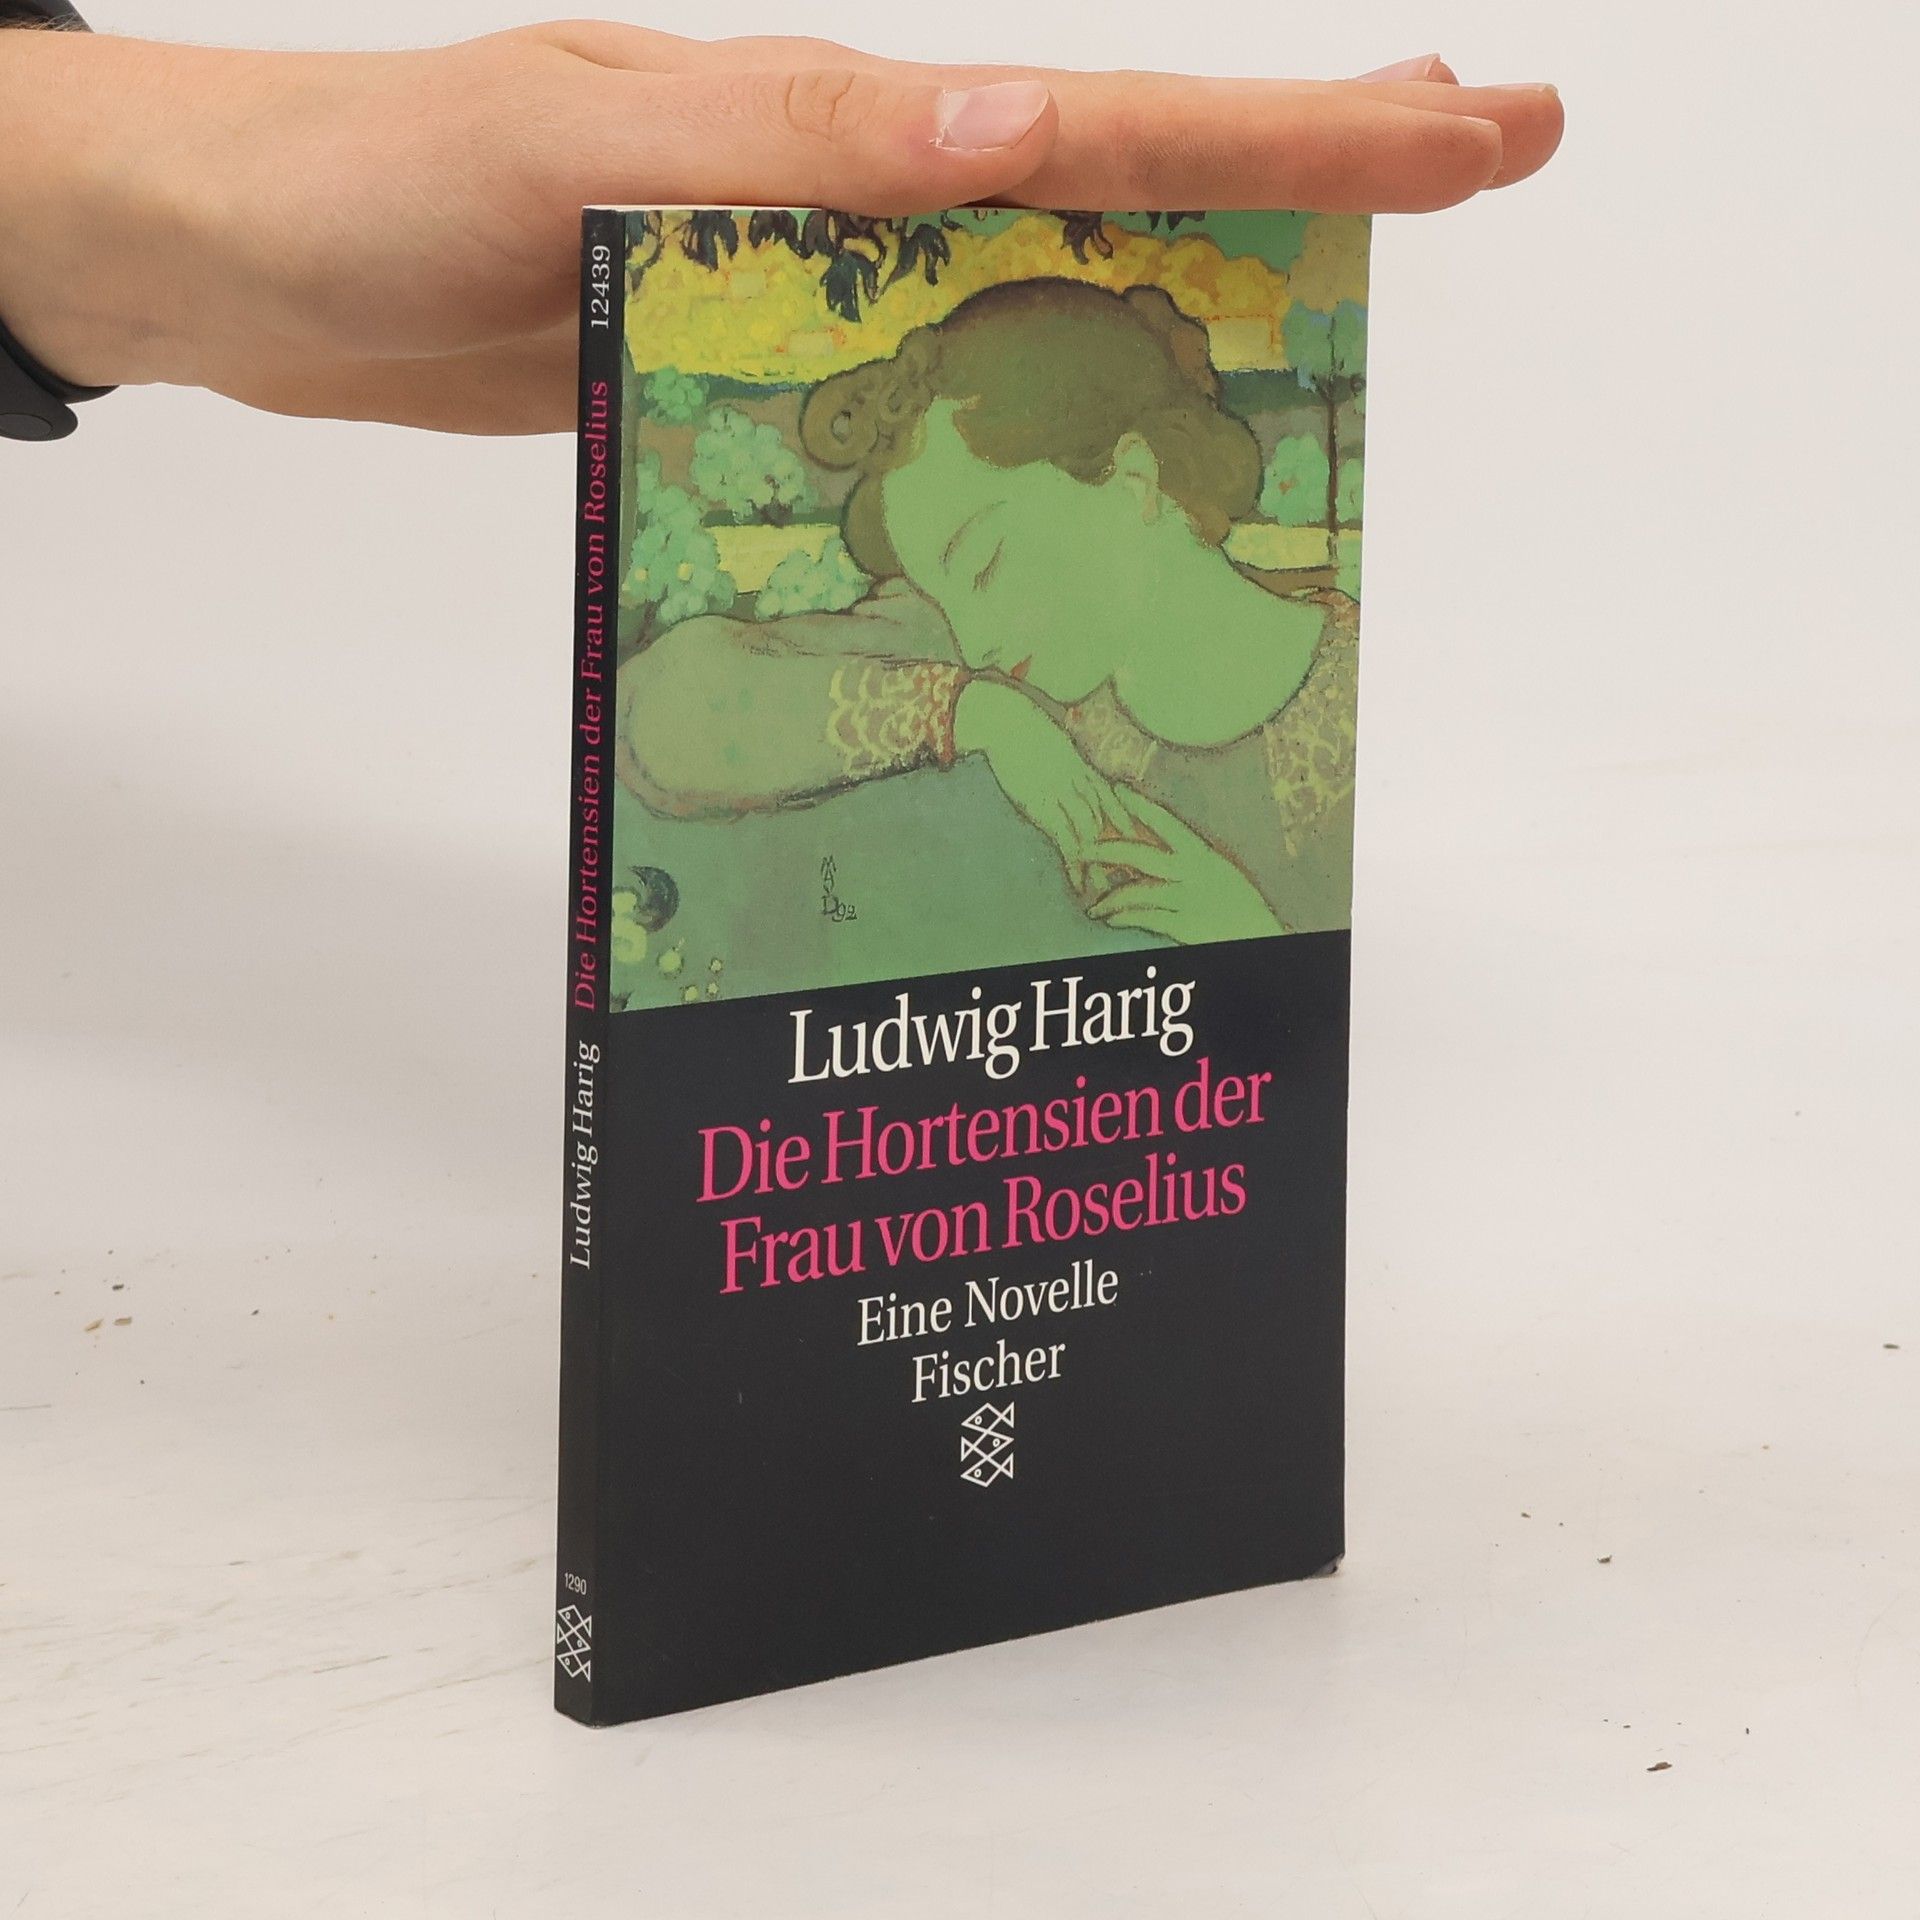 12439
Ludwig Harig Die Hortensien der Frau von Roselius
1290
MAVD92
Ludwig Harig
Die Hortensien der
Frau von Roselius
Eine Novelle
Fischer